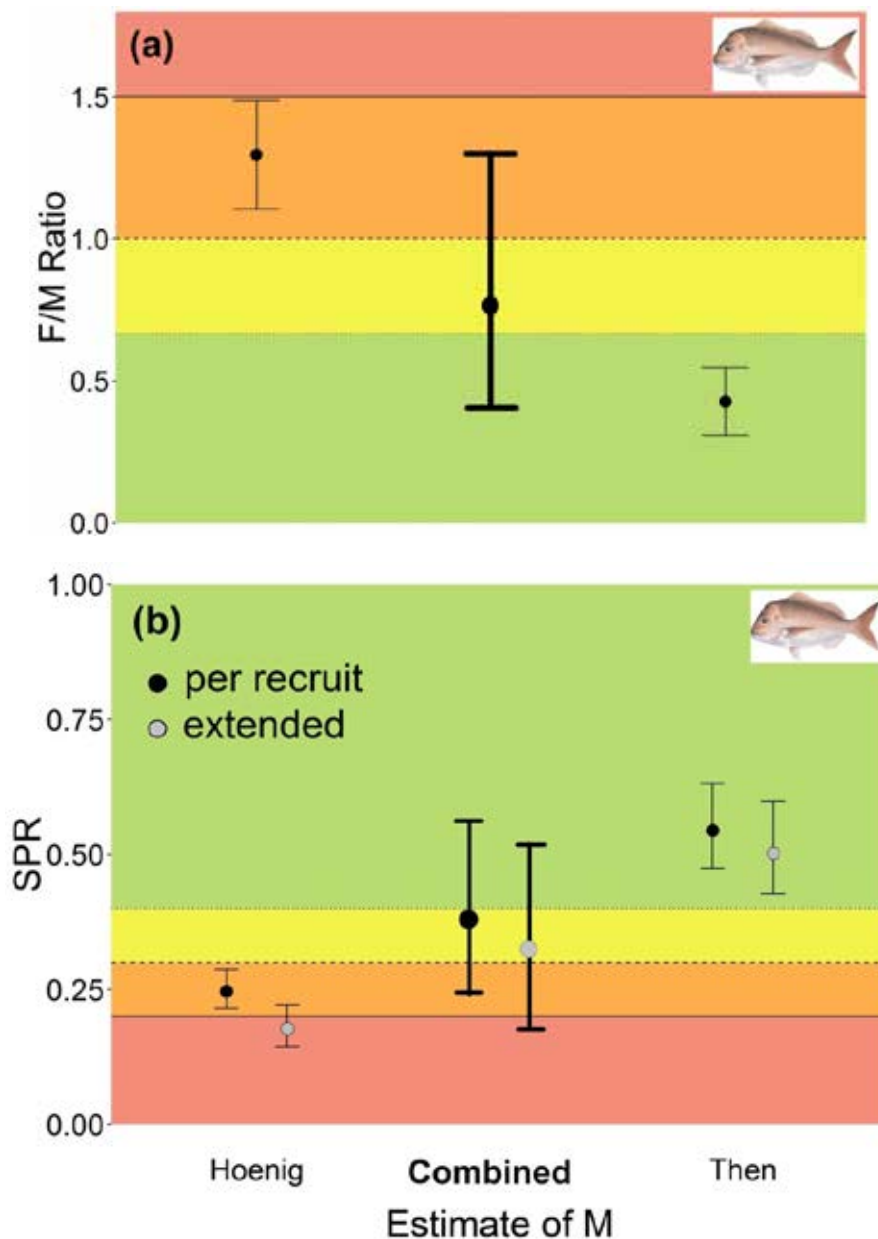 (a)
1.5
1.0
0.5
0.0
F/M Ratio
(b)
per recruit
extended
1.00
0.75
0.50
0.25
0.00
SPR
Hoenig Combined Then
Estimate of M